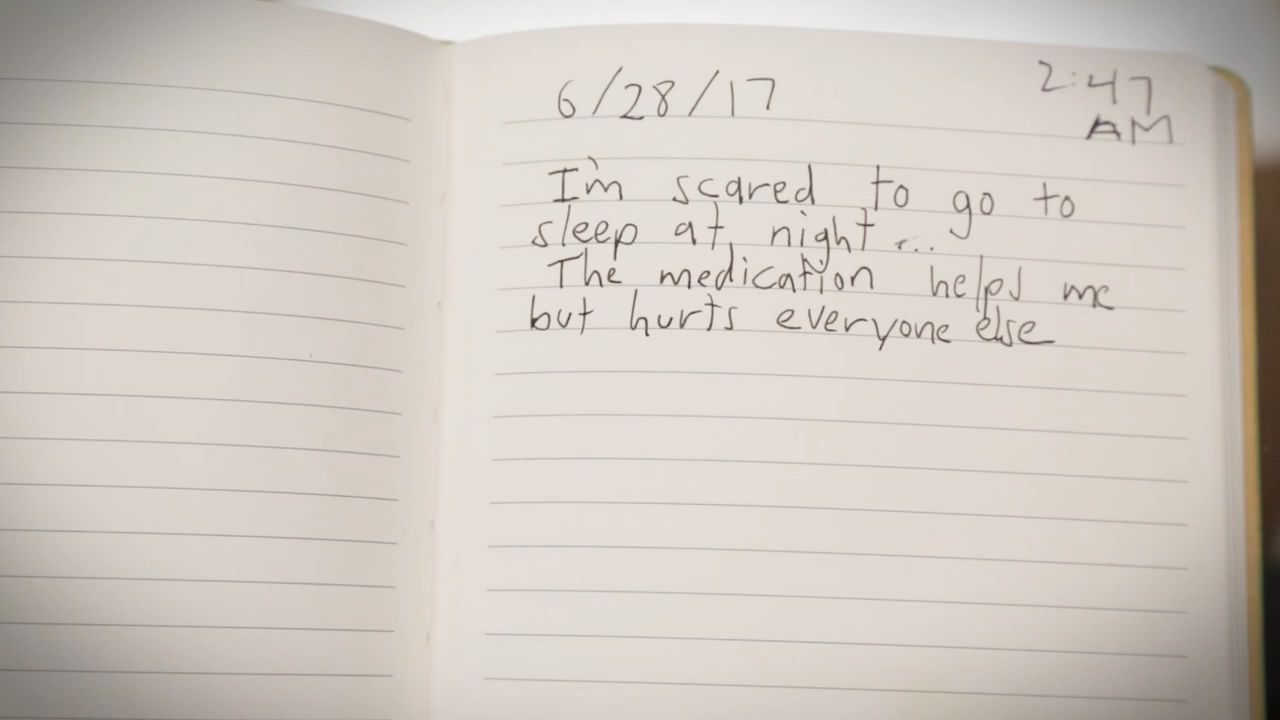 6/28/17
2:47
AM
I'm scared to go to
sleep at night...
The medication helps me
but hurts everyone else